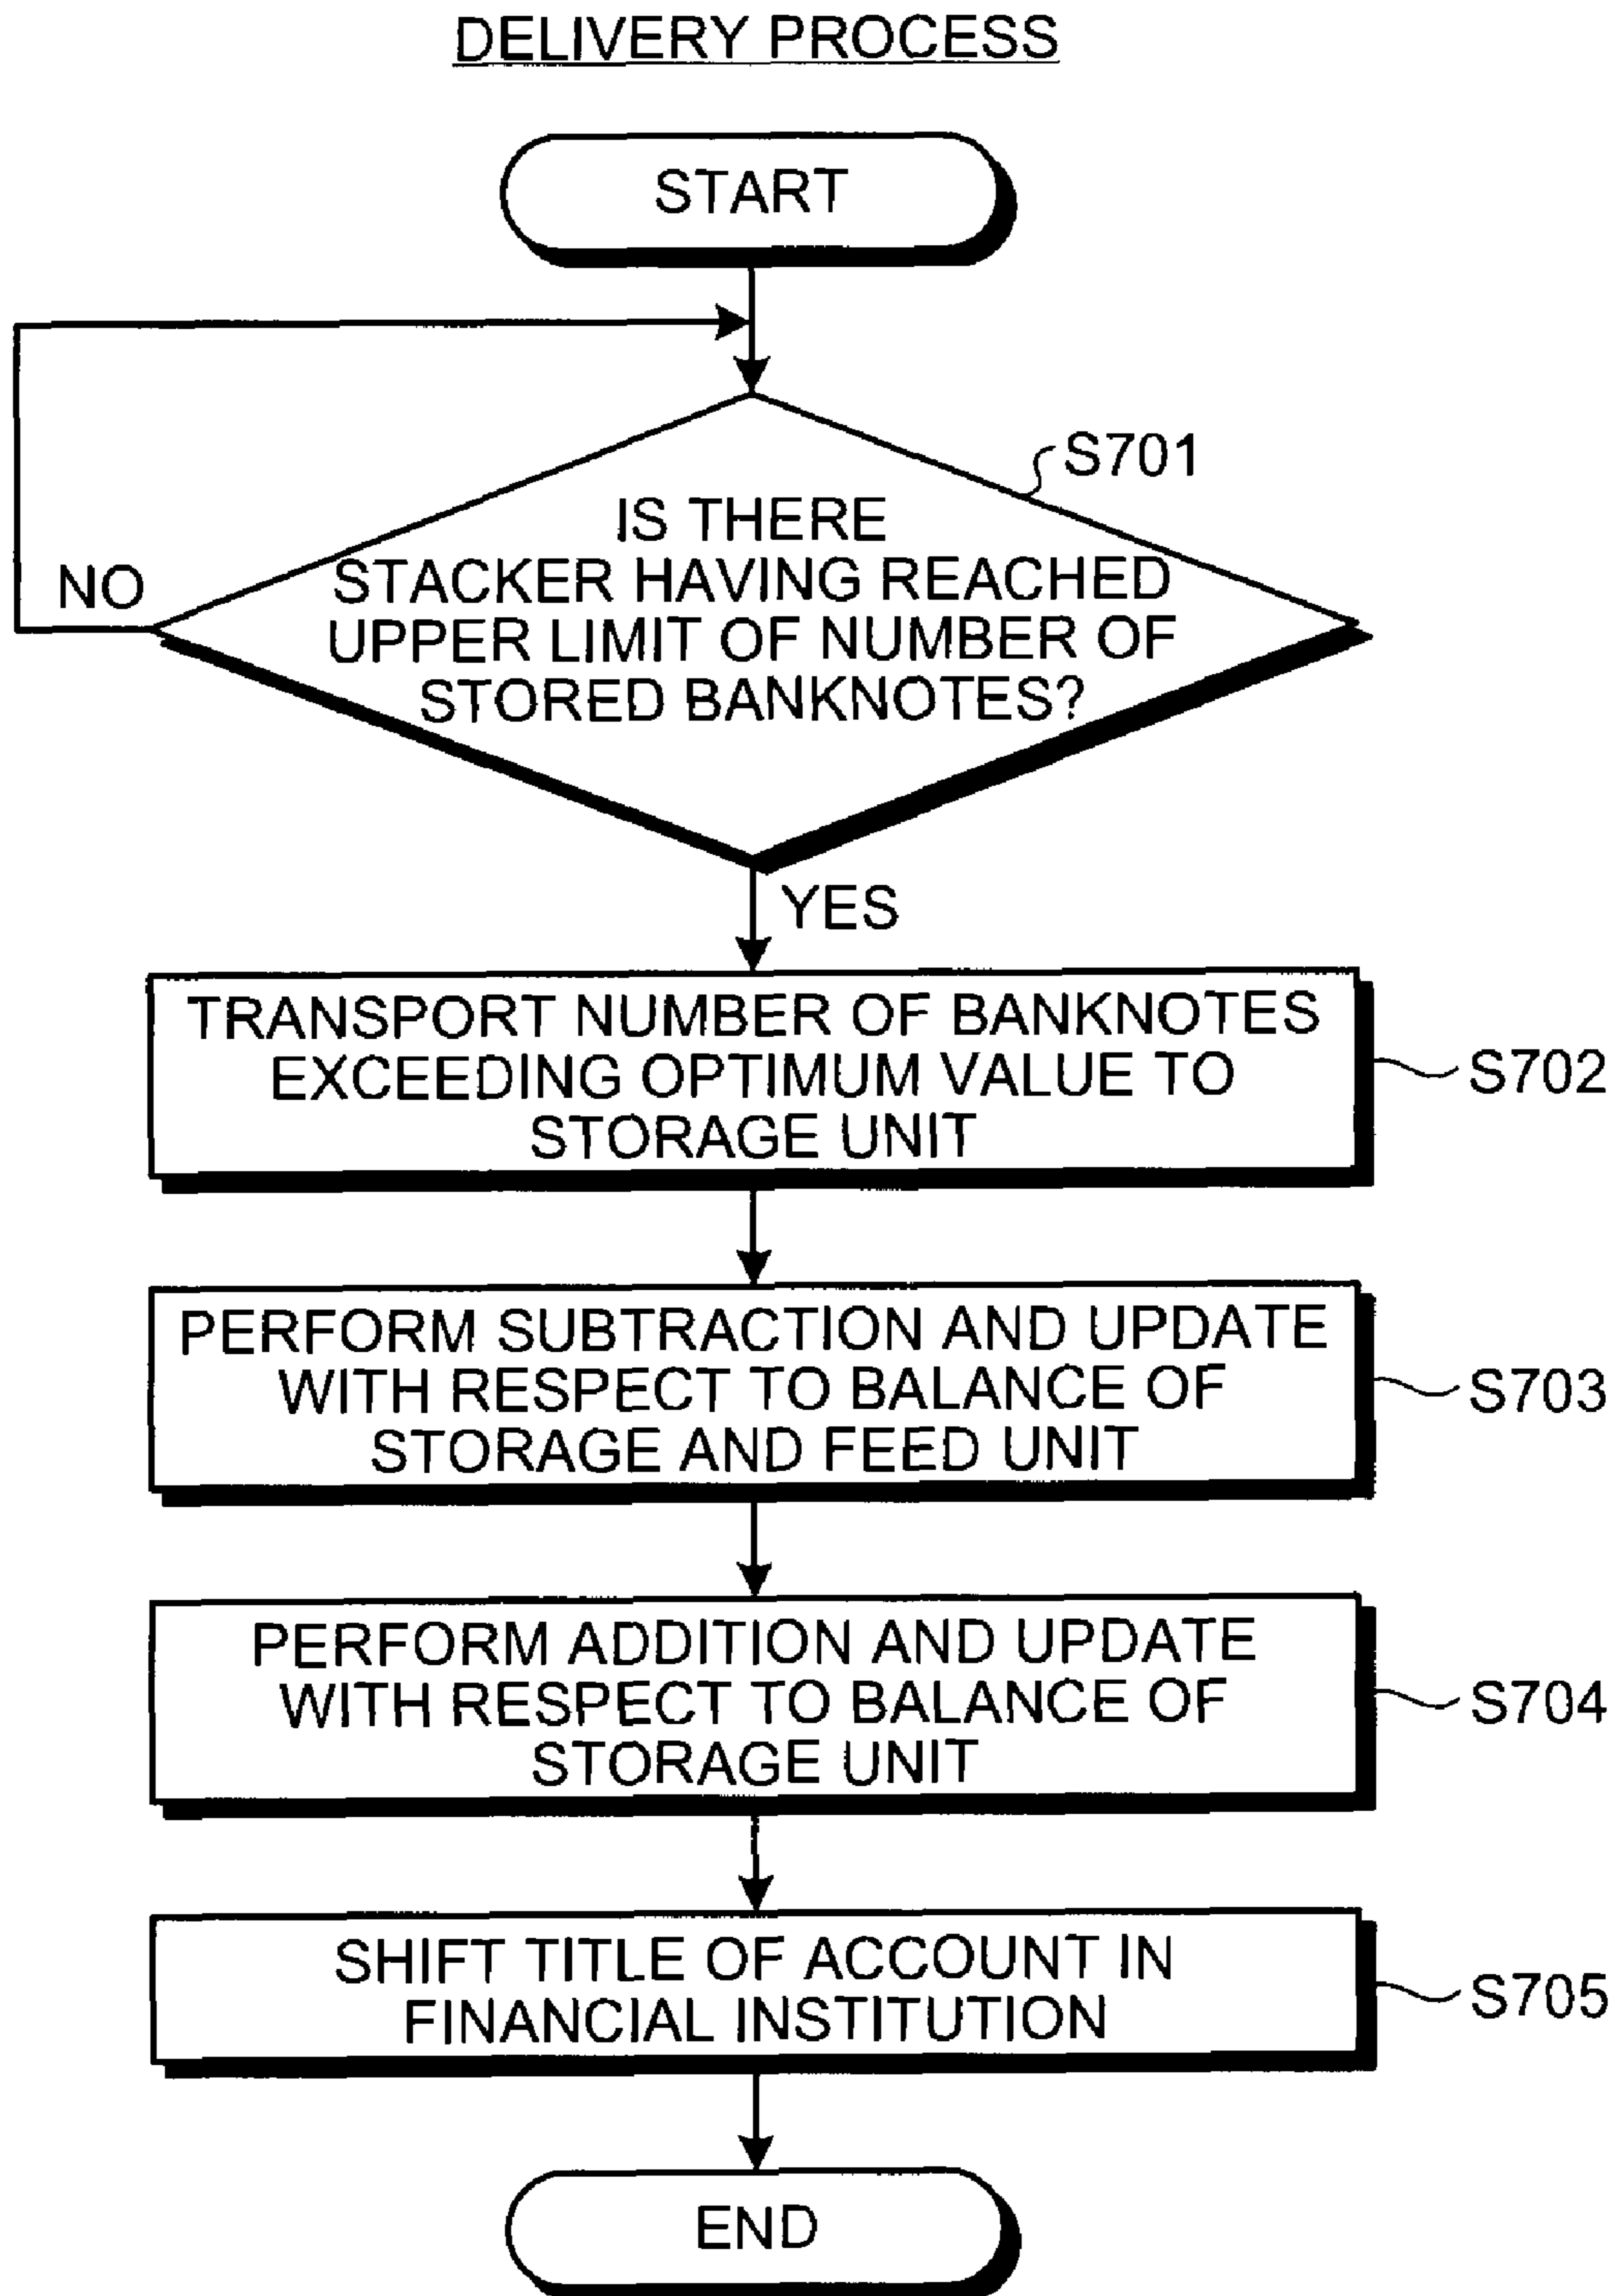 DELIVERY PROCESS
START
S701
IS THERE
STACKER HAVING REACHED
UPPER LIMIT OF NUMBER OF
STORED BANKNOTES?
NO
YES
TRANSPORT NUMBER OF BANKNOTES
EXCEEDING OPTIMUM VALUE TO
STORAGE UNIT
S702
PERFORM SUBTRACTION AND UPDATE
WITH RESPECT TO BALANCE OF
STORAGE AND FEED UNIT
S703
PERFORM ADDITION AND UPDATE
WITH RESPECT TO BALANCE OF
STORAGE UNIT
S704
SHIFT TITLE OF ACCOUNT IN
FINANCIAL INSTITUTION
S705
END